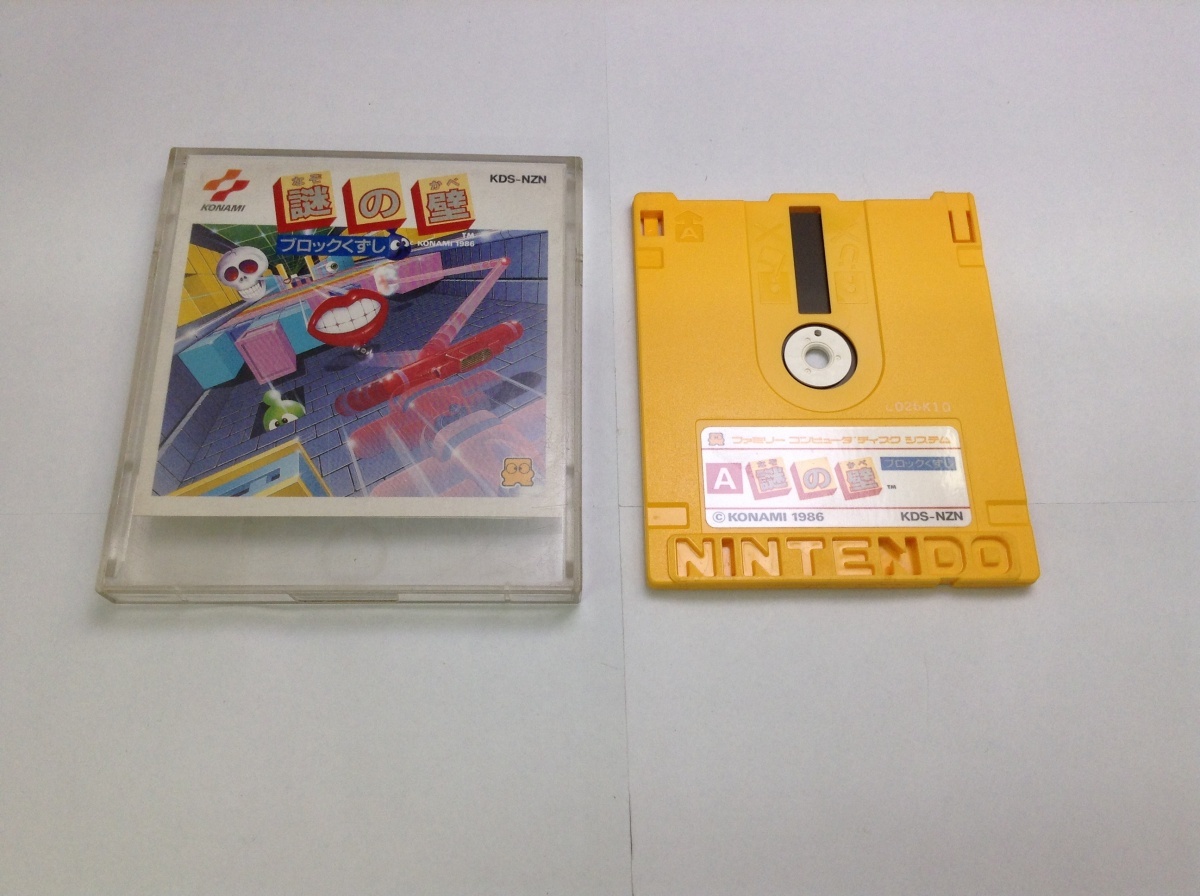 KONAMI
なぞ の かべ
謎の壁
KDS-NZN
TM
ブロックくずし
© KONAMI 1986
A
ファミリー コンピュータ ディスク システム
A
なぞ かべ
謎の壁
ブロックくずし
TM
© KONAMI 1986
KDS-NZN
NINTENDO